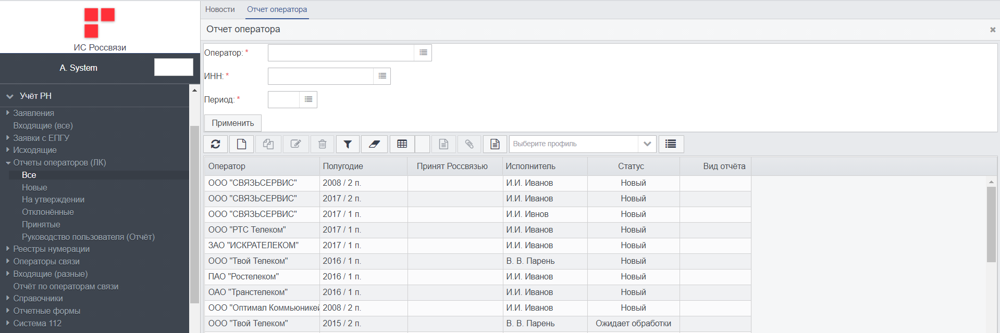 ИС Россвязи
A. System
Учёт РН
Заявления
Входящие (все)
Заявки с ЕПГУ
Исходящие
Отчеты операторов (ЛК)
Все
Новые
На утверждении
Отклонённые
Принятые
Руководство пользователя (Отчёт)
Реестры нумерации
Операторы связи
Входящие (разные)
Отчёт по операторам связи
Справочники
Отчетные формы
Система 112
Новости Отчет оператора
Отчет оператора
Оператор: *
ИНН: *
Период: *
Применить
Выберите профиль
Оператор Полугодие Принят Россвязью Исполнитель Статус Вид отчёта
ООО "СВЯЗЬСЕРВИС" 2008 / 2 п. И.И. Иванов Новый
ООО "СВЯЗЬСЕРВИС" 2017 / 2 п. И.И. Иванов Новый
ООО "СВЯЗЬСЕРВИС" 2017 / 1 п. И.И. Ивнов Новый
ООО "РТС Телеком" 2017 / 1 п. И.И. Иванов Новый
ЗАО "ИСКРАТЕЛЕКОМ" 2017 / 1 п. И.И. Иванов Новый
ООО "Твой Телеком" 2016 / 1 п. В. В. Парень Новый
ПАО "Ростелеком" 2016 / 1 п. И.И. Иванов Новый
ОАО "Транстелеком" 2016 / 1 п. И.И. Иванов Новый
ООО "Оптимал Коммьюникей 2008 / 2 п. И.И. Иванов Новый
ООО "Твой Телеком" 2015 / 2 п. В. В. Парень Ожидает обработки